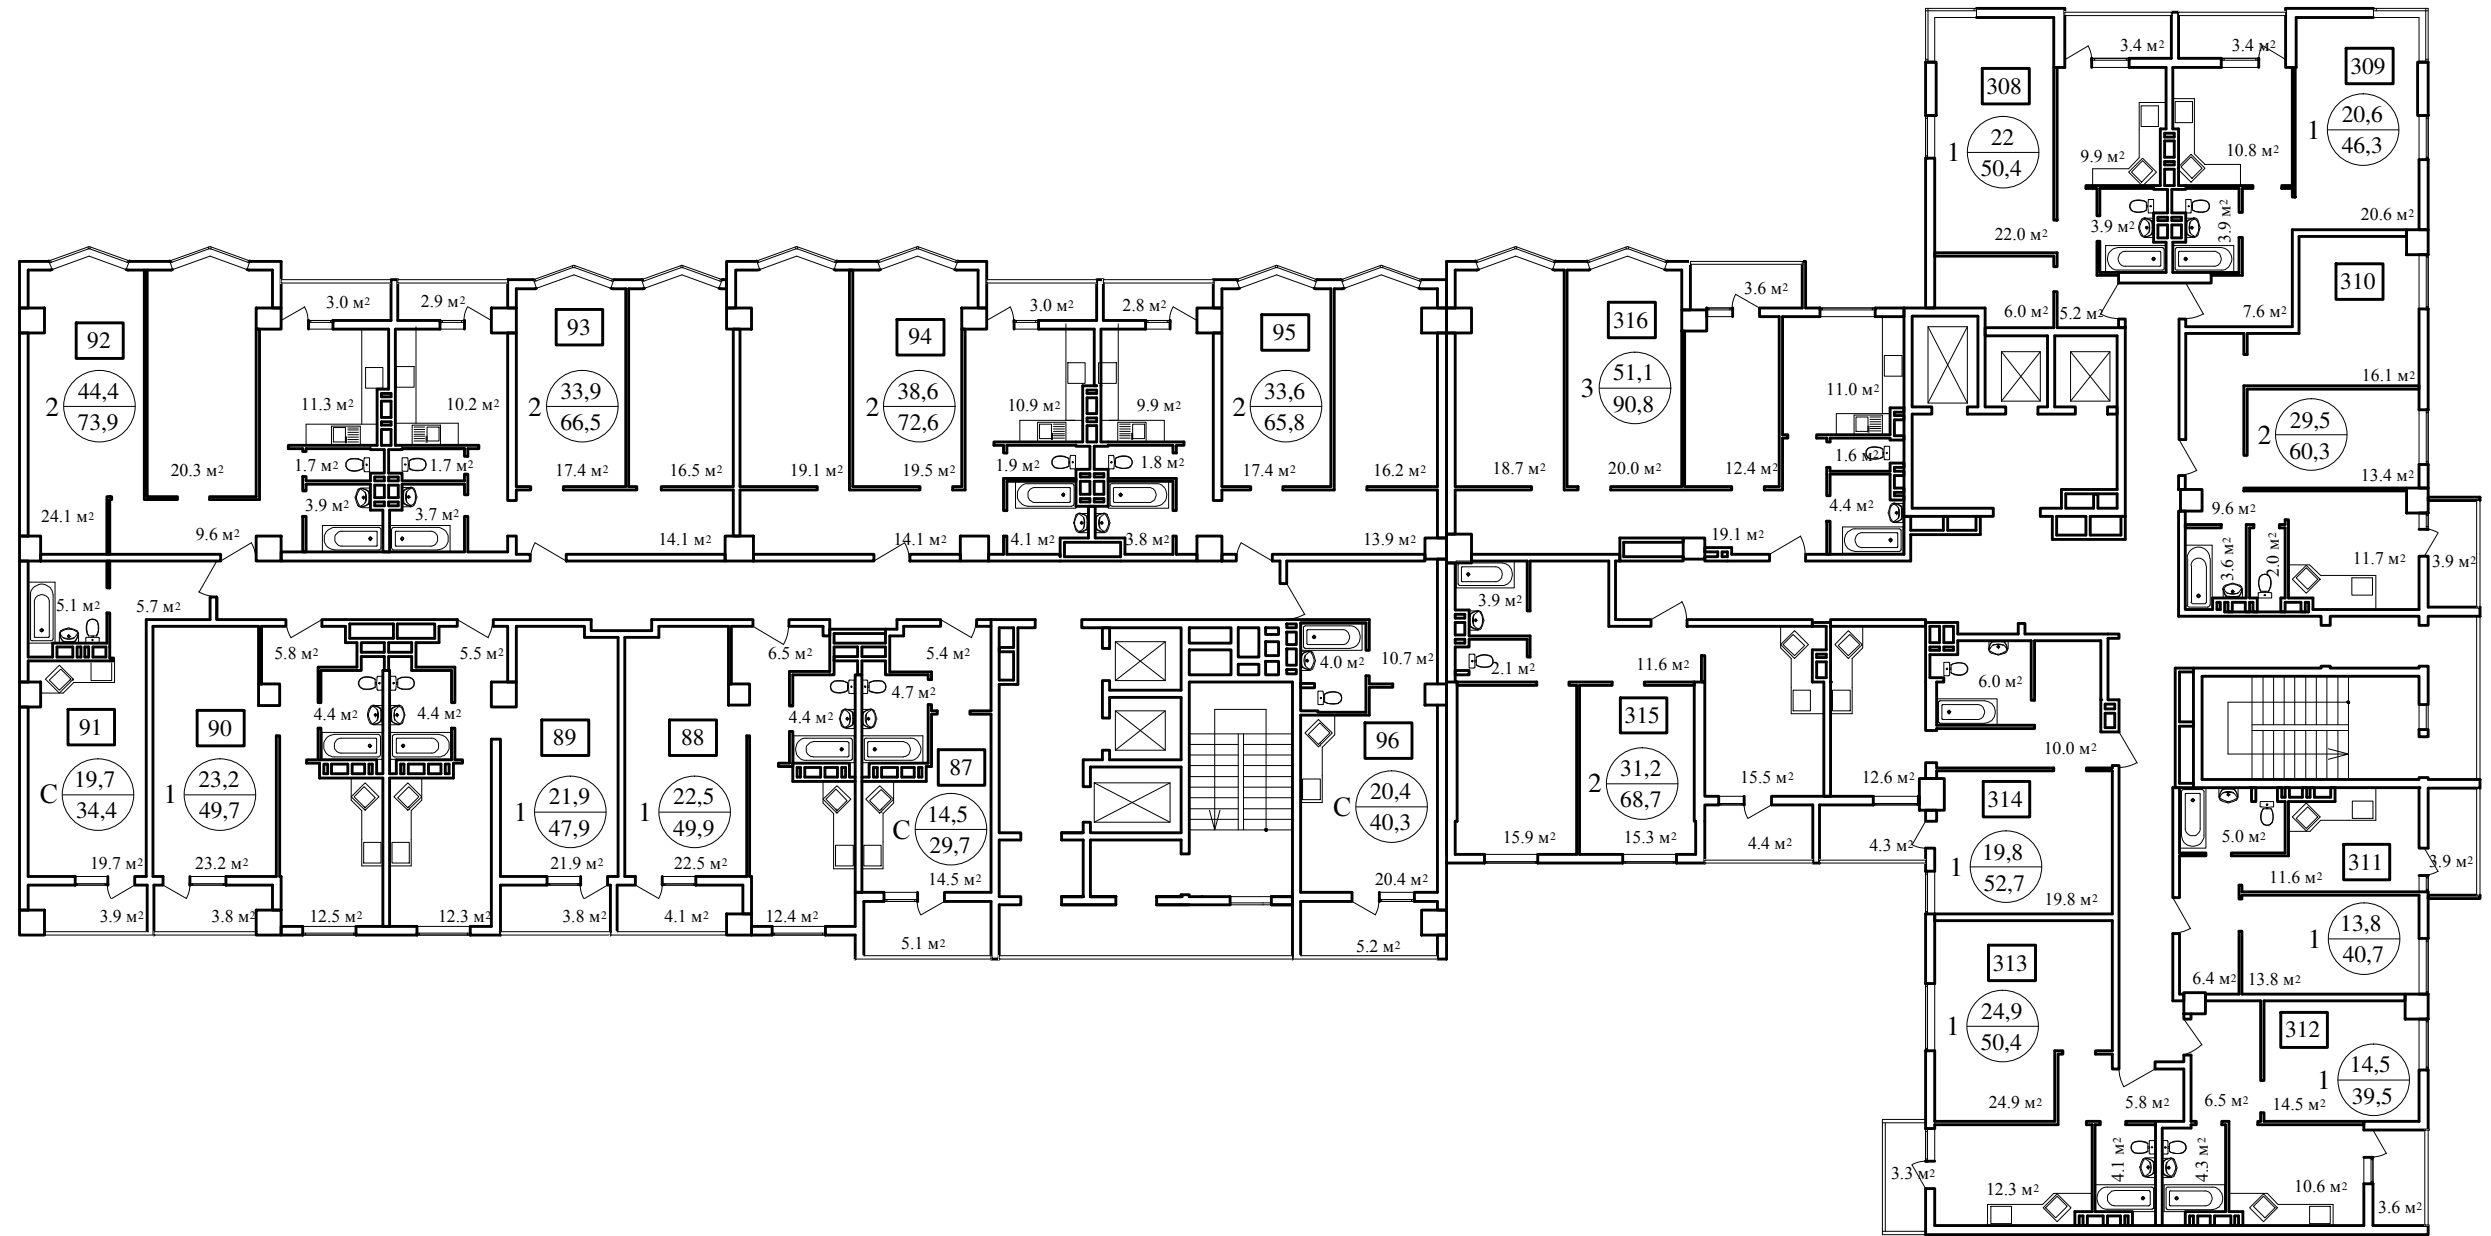 92
2
44,4
73,9
20.3 м²
24.1 м²
9.6 м²
3.0 м²
11.3 м²
1.7 м²
3.9 м²
2.9 м²
10.2 м²
1.7 м²
3.7 м²
93
2
33,9
66,5
17.4 м²
16.5 м²
14.1 м²
94
2
38,6
72,6
19.1 м²
19.5 м²
14.1 м²
3.0 м²
10.9 м²
1.9 м²
4.1 м²
2.8 м²
9.9 м²
1.8 м²
3.8 м²
95
2
33,6
65,8
17.4 м²
16.2 м²
13.9 м²
316
3
51,1
90,8
18.7 м²
20.0 м²
3.6 м²
12.4 м²
11.0 м²
1.6 м²
4.4 м²
19.1 м²
308
1
22
50,4
22.0 м²
6.0 м²
5.2 м²
3.4 м²
9.9 м²
3.9 м²
309
1
20,6
46,3
3.4 м²
10.8 м²
3.9 м²
20.6 м²
7.6 м²
310
16.1 м²
2
29,5
60,3
13.4 м²
9.6 м²
3.6 м²
2.0 м²
11.7 м²
3.9 м²
5.1 м²
5.7 м²
91
С
19,7
34,4
19.7 м²
3.9 м²
90
1
23,2
49,7
23.2 м²
3.8 м²
5.8 м²
4.4 м²
12.5 м²
5.5 м²
4.4 м²
12.3 м²
89
1
21,9
47,9
21.9 м²
3.8 м²
88
1
22,5
49,9
22.5 м²
4.1 м²
6.5 м²
4.4 м²
12.4 м²
5.4 м²
4.7 м²
87
С
14,5
29,7
14.5 м²
5.1 м²
4.0 м²
10.7 м²
96
С
20,4
40,3
20.4 м²
5.2 м²
3.9 м²
2.1 м²
11.6 м²
315
2
31,2
68,7
15.9 м²
15.3 м²
15.5 м²
4.4 м²
12.6 м²
4.3 м²
6.0 м²
10.0 м²
314
1
19,8
52,7
19.8 м²
313
1
24,9
50,4
24.9 м²
5.8 м²
3.3 м²
12.3 м²
4.1 м²
5.0 м²
311
11.6 м²
3.9 м²
1
13,8
40,7
6.4 м²
13.8 м²
312
1
14,5
39,5
6.5 м²
14.5 м²
4.3 м²
10.6 м²
3.6 м²